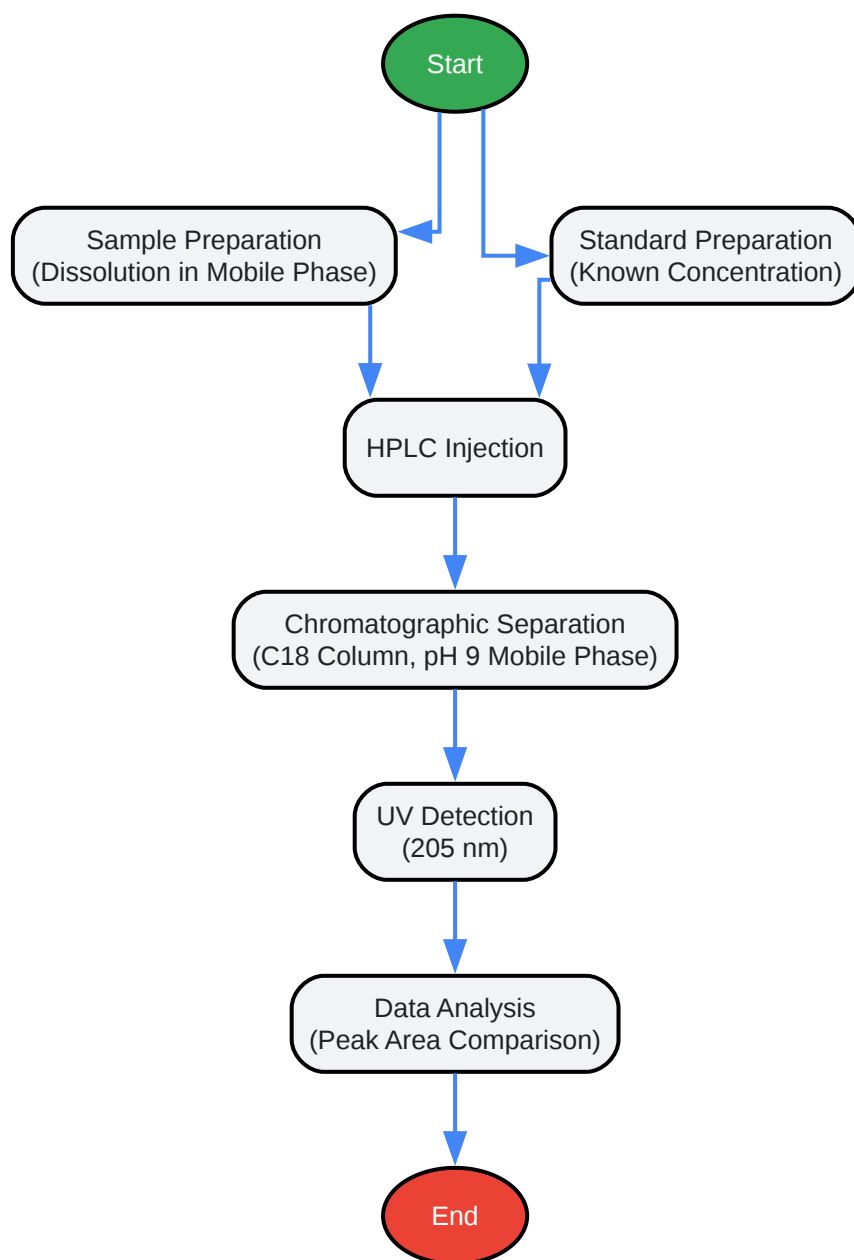 Start
Sample Preparation
(Dissolution in Mobile Phase)
Standard Preparation
(Known Concentration)
HPLC Injection
Chromatographic Separation
(C18 Column, pH 9 Mobile Phase)
UV Detection
(205 nm)
Data Analysis
(Peak Area Comparison)
End